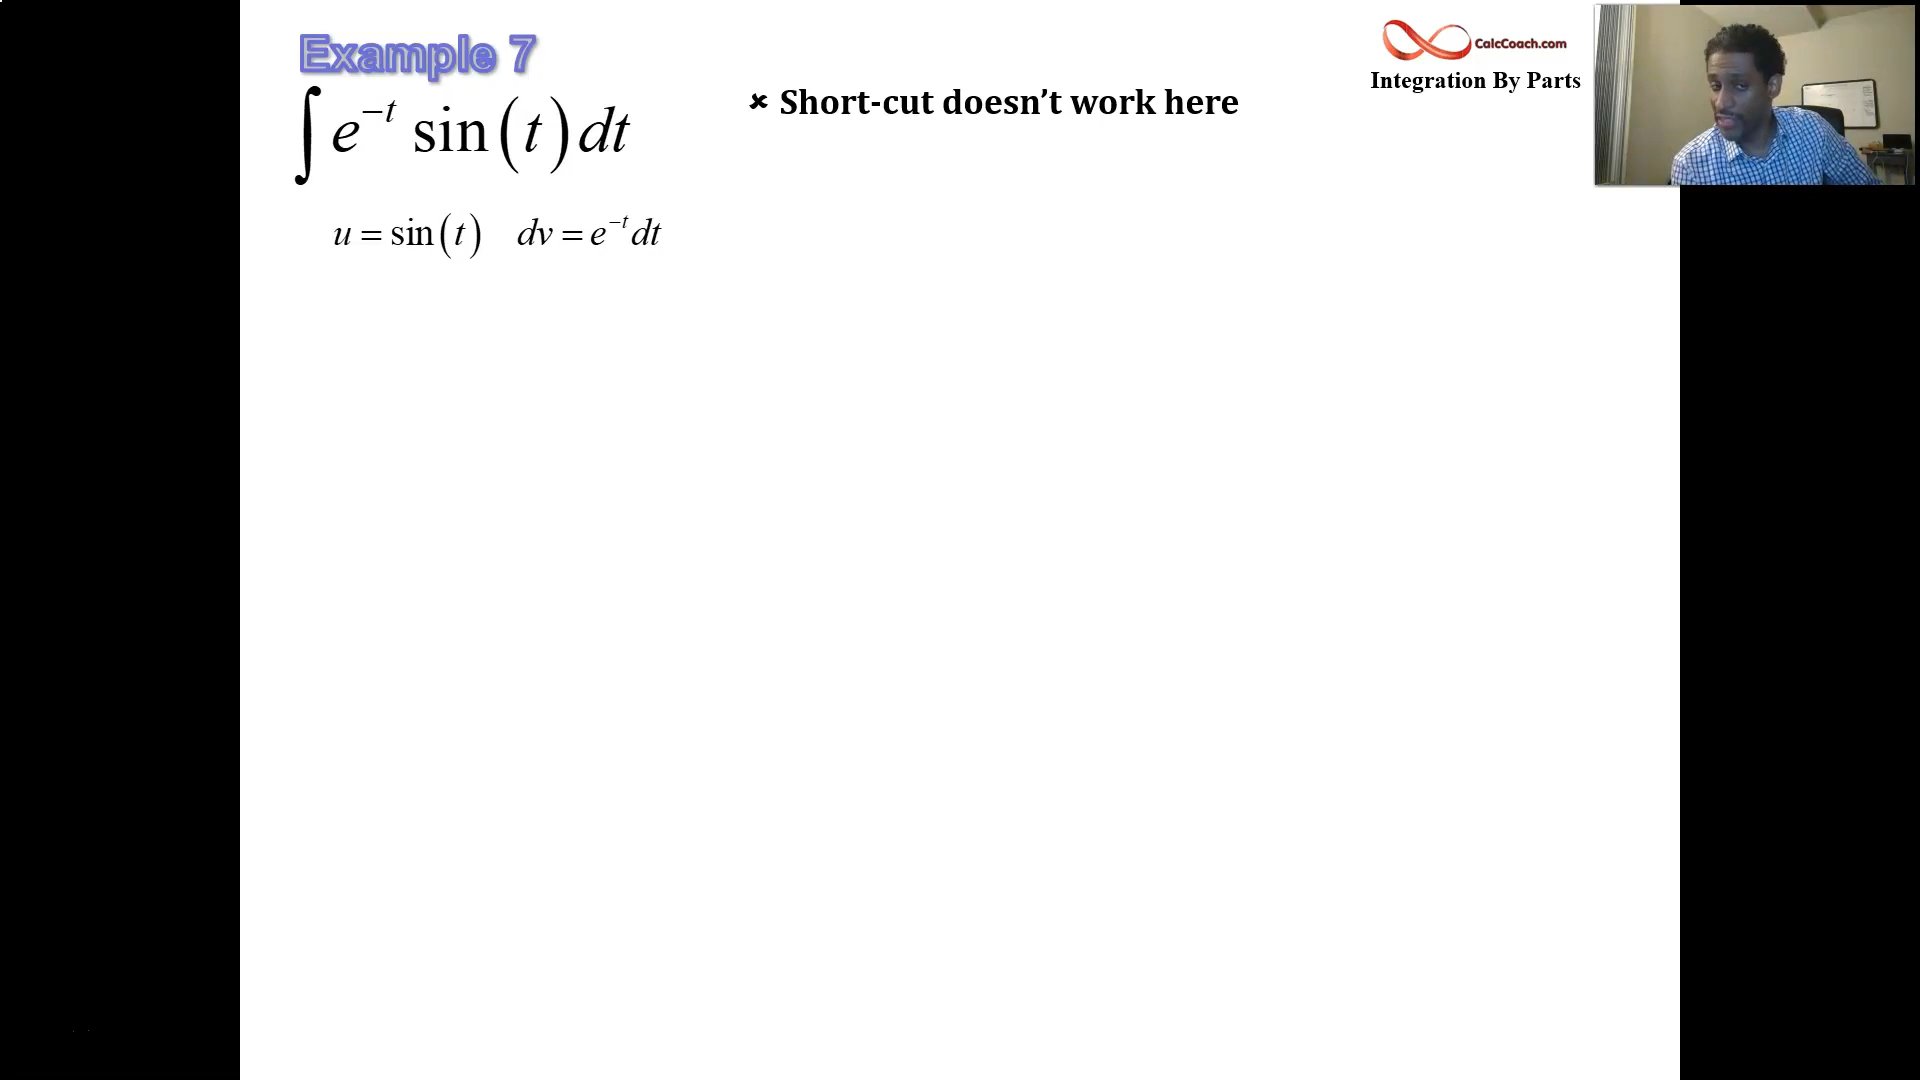 Example 7
∫ e^{-t} sin(t) dt
× Short-cut doesn’t work here
CalcCoach.com
Integration By Parts
u = sin(t) dv = e^{-t} dt